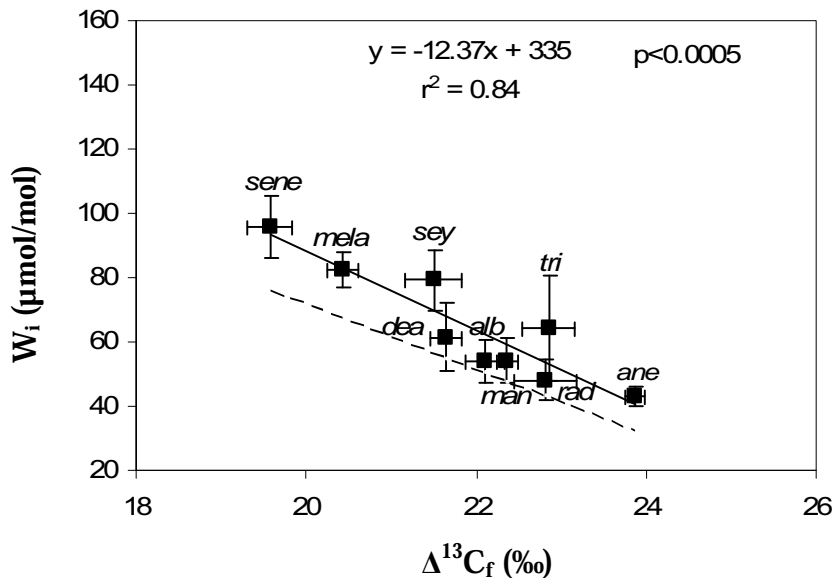 160
y = -12.37x + 335
p<0.0005
r² = 0.84
140
120
100
80
60
40
20
sene
mela
sey
tri
dea
alb
man
rad
ane
18
20
22
24
26
Wᵢ (µmol/mol)
Δ¹³C_f (‰)